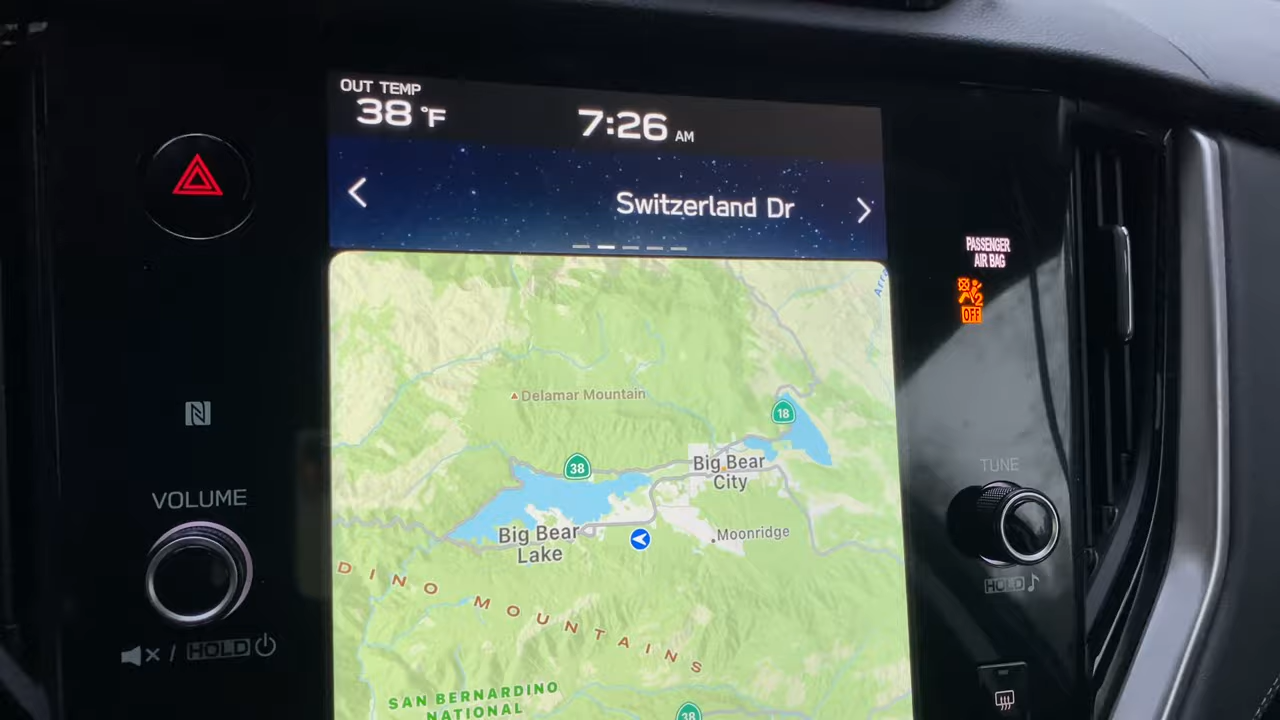 OUT TEMP
38 °F
7:26 AM
Switzerland Dr
PASSENGER
AIR BAG
2
OFF
Delamar Mountain
18
38
Big Bear
City
Big Bear
Lake
Moonridge
DINO MOUNTAINS
SAN BERNARDINO
NATIONAL
38
VOLUME
/ HOLD
TUNE
HOLD